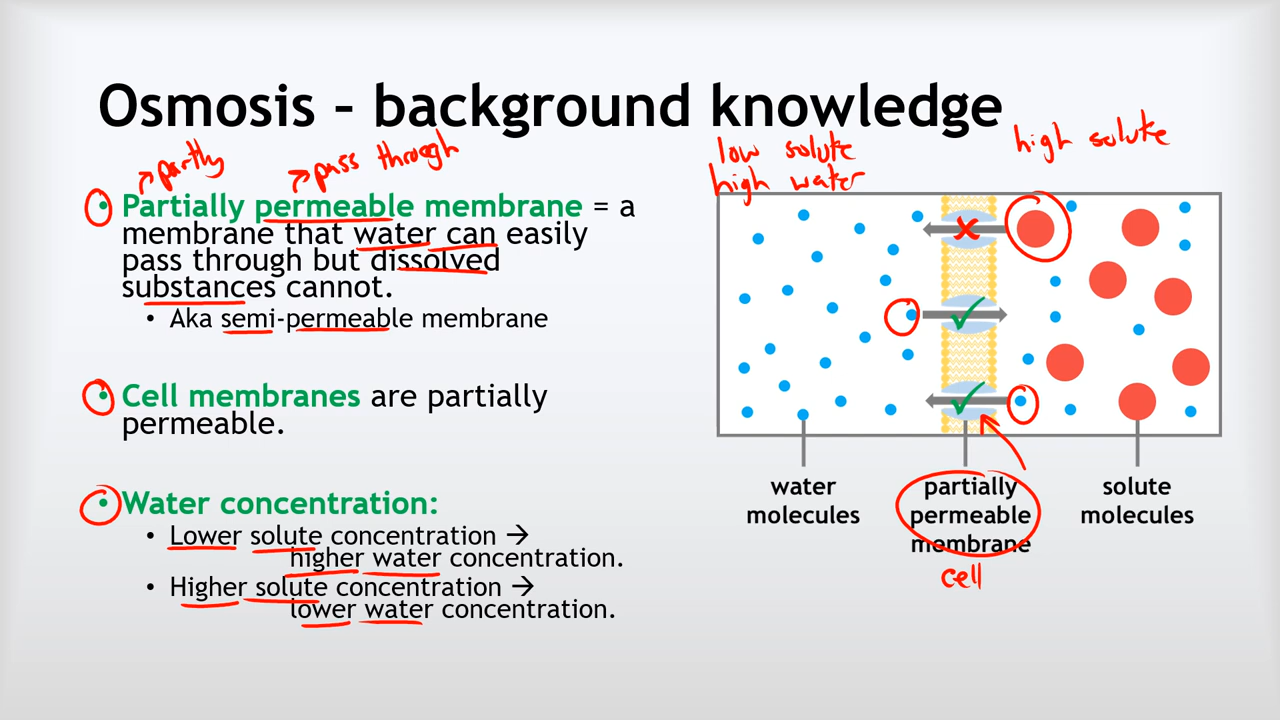 Osmosis – background knowledge
partly
pass through
• Partially permeable membrane = a
membrane that water can easily
pass through but dissolved
substances cannot.
• Aka semi-permeable membrane
• Cell membranes are partially
permeable.
• Water concentration:
• Lower solute concentration →
higher water concentration.
• Higher solute concentration →
lower water concentration.
low solute
high water
high solute
water
molecules
partially
permeable
membrane
cell
solute
molecules